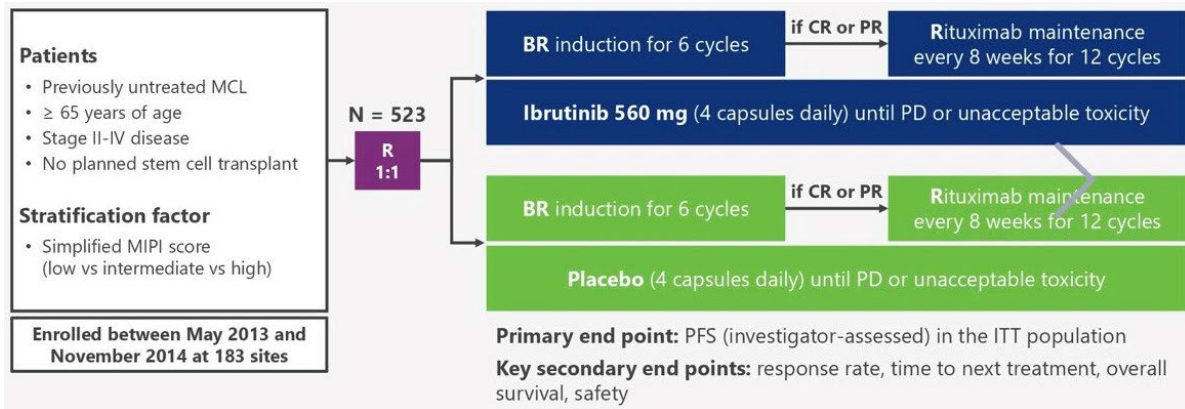 Patients
• Previously untreated MCL
• ≥ 65 years of age
• Stage II-IV disease
• No planned stem cell transplant
Stratification factor
• Simplified MIPI score
(low vs intermediate vs high)
Enrolled between May 2013 and
November 2014 at 183 sites
N = 523
R
1:1
BR induction for 6 cycles
if CR or PR
Rituximab maintenance
every 8 weeks for 12 cycles
Ibrutinib 560 mg (4 capsules daily) until PD or unacceptable toxicity
BR induction for 6 cycles
if CR or PR
Rituximab maintenance
every 8 weeks for 12 cycles
Placebo (4 capsules daily) until PD or unacceptable toxicity
Primary end point: PFS (investigator-assessed) in the ITT population
Key secondary end points: response rate, time to next treatment, overall
survival, safety